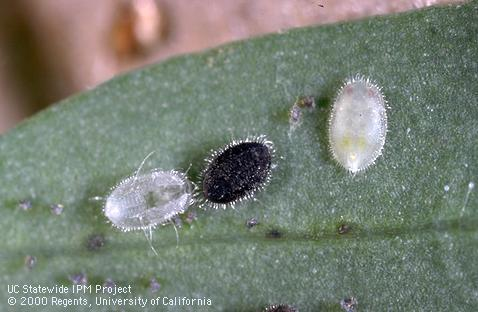 UC Statewide IPM Project
© 2000 Regents, University of California